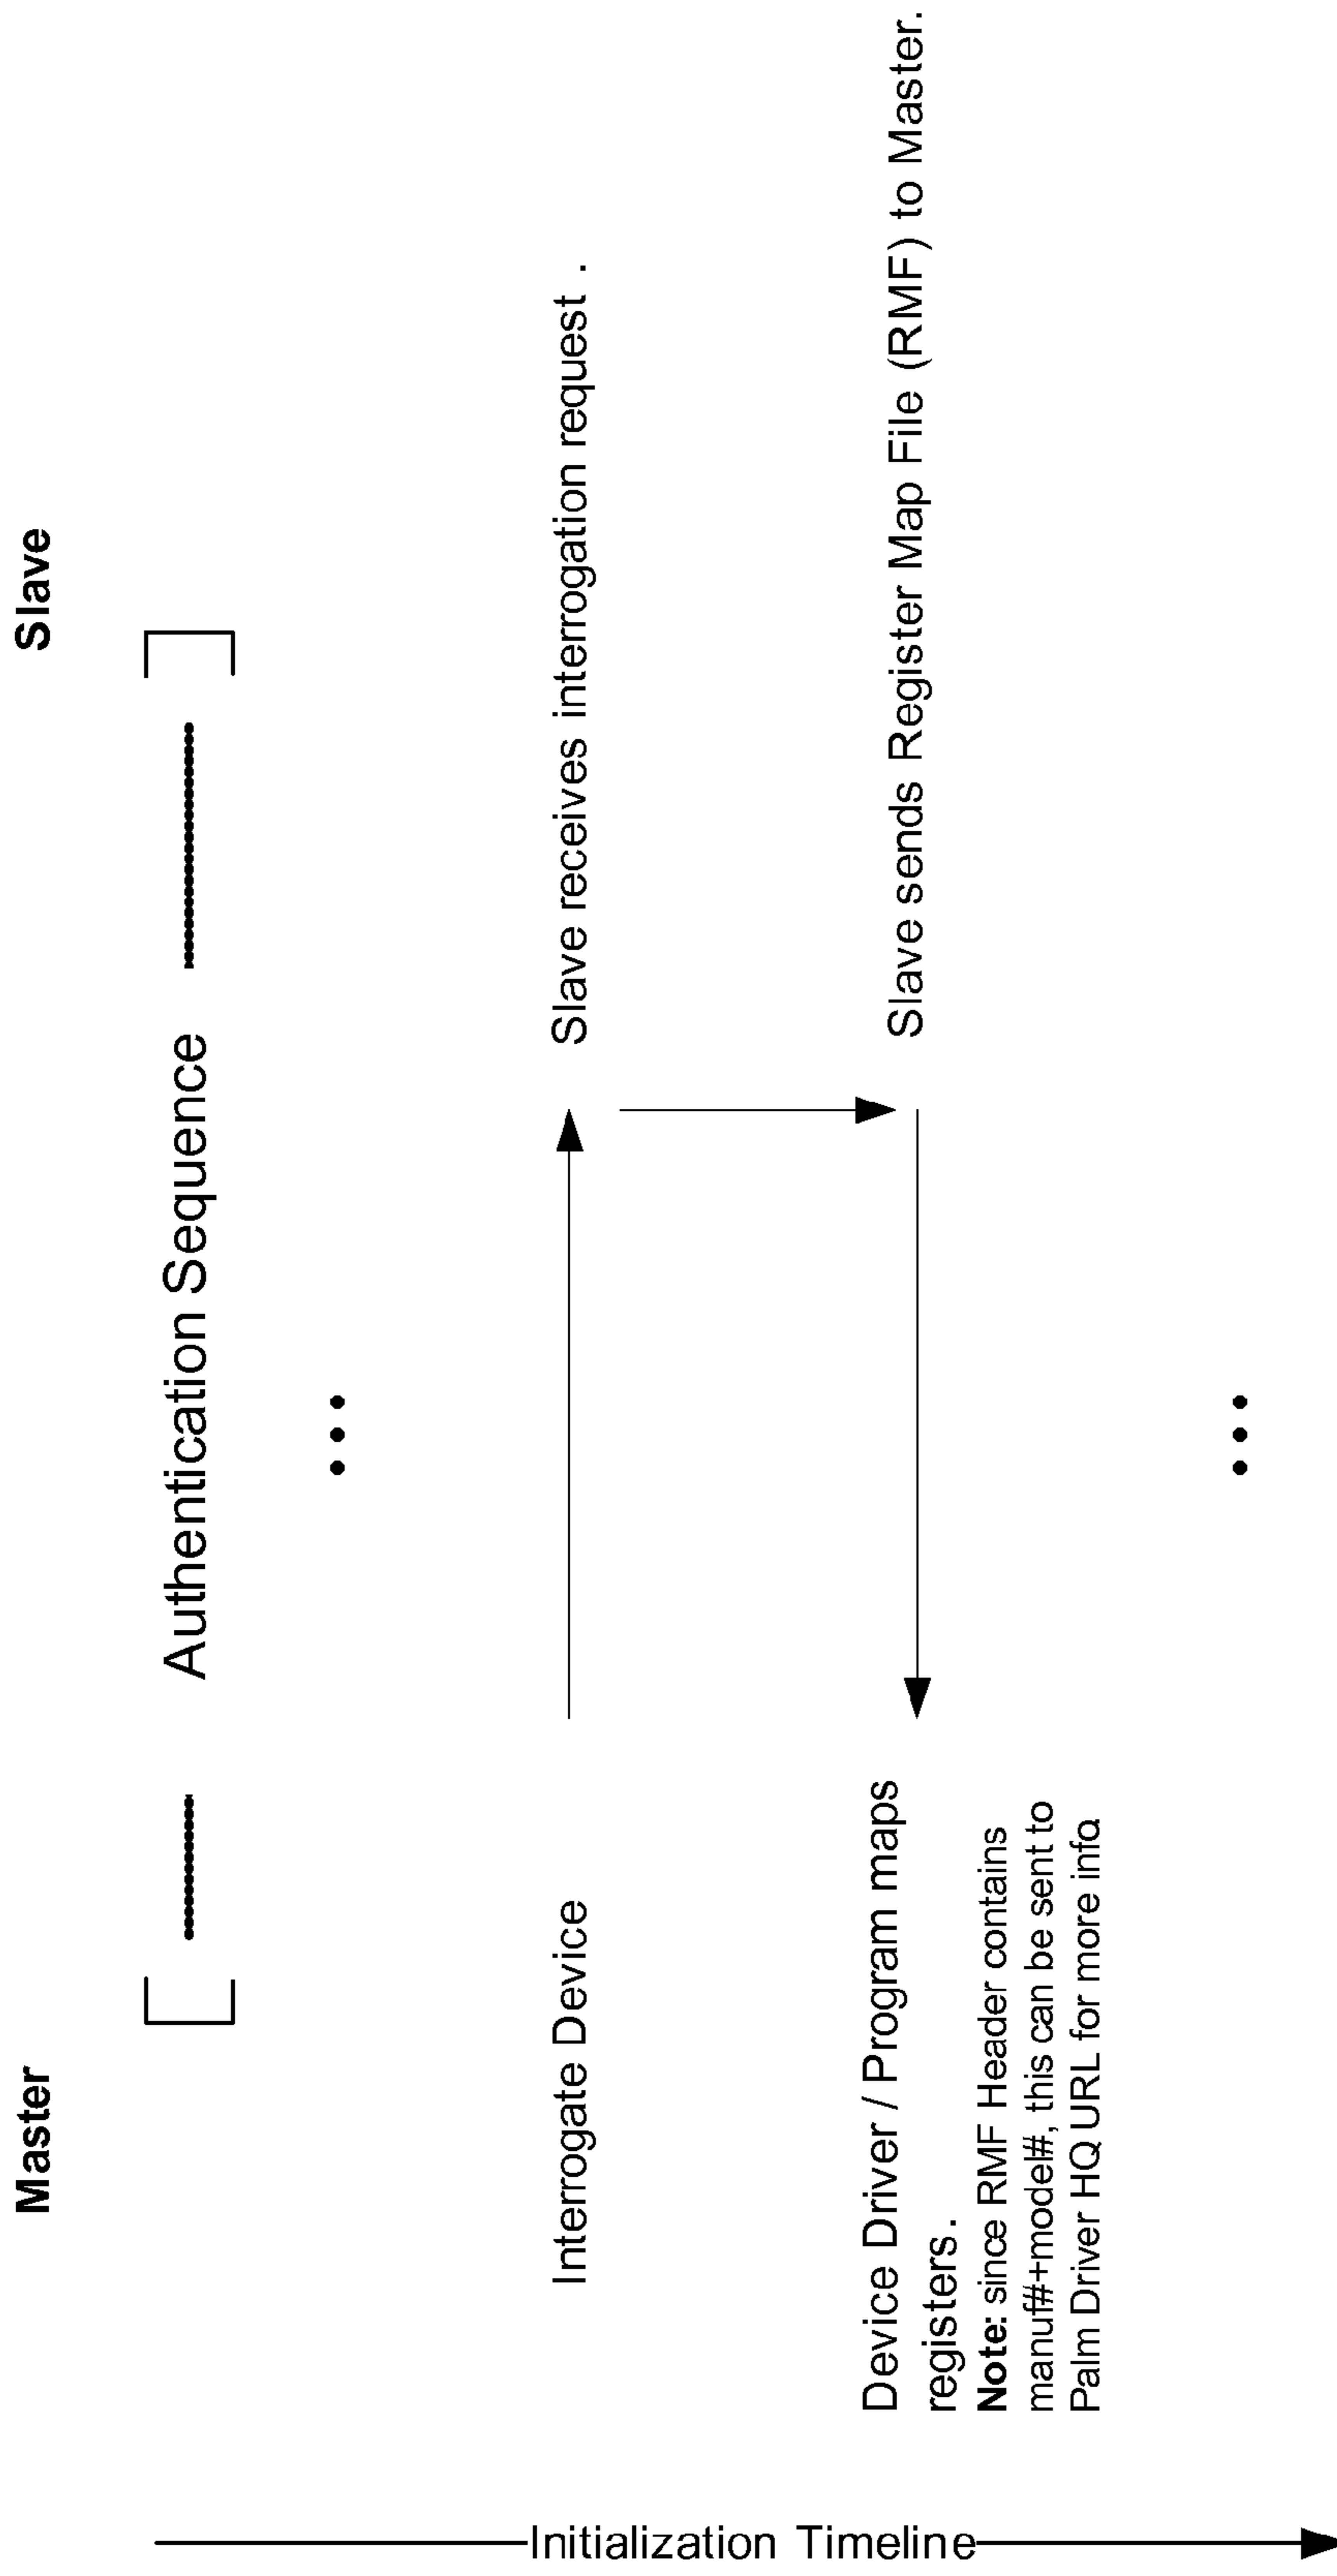 Master
Slave
Authentication Sequence
Interrogate Device
Slave receives interrogation request .
Device Driver / Program maps
registers.
Note: since RMF Header contains
manuf#+model#, this can be sent to
Palm Driver HQ URL for more info.
Slave sends Register Map File (RMF) to Master.
Initialization Timeline